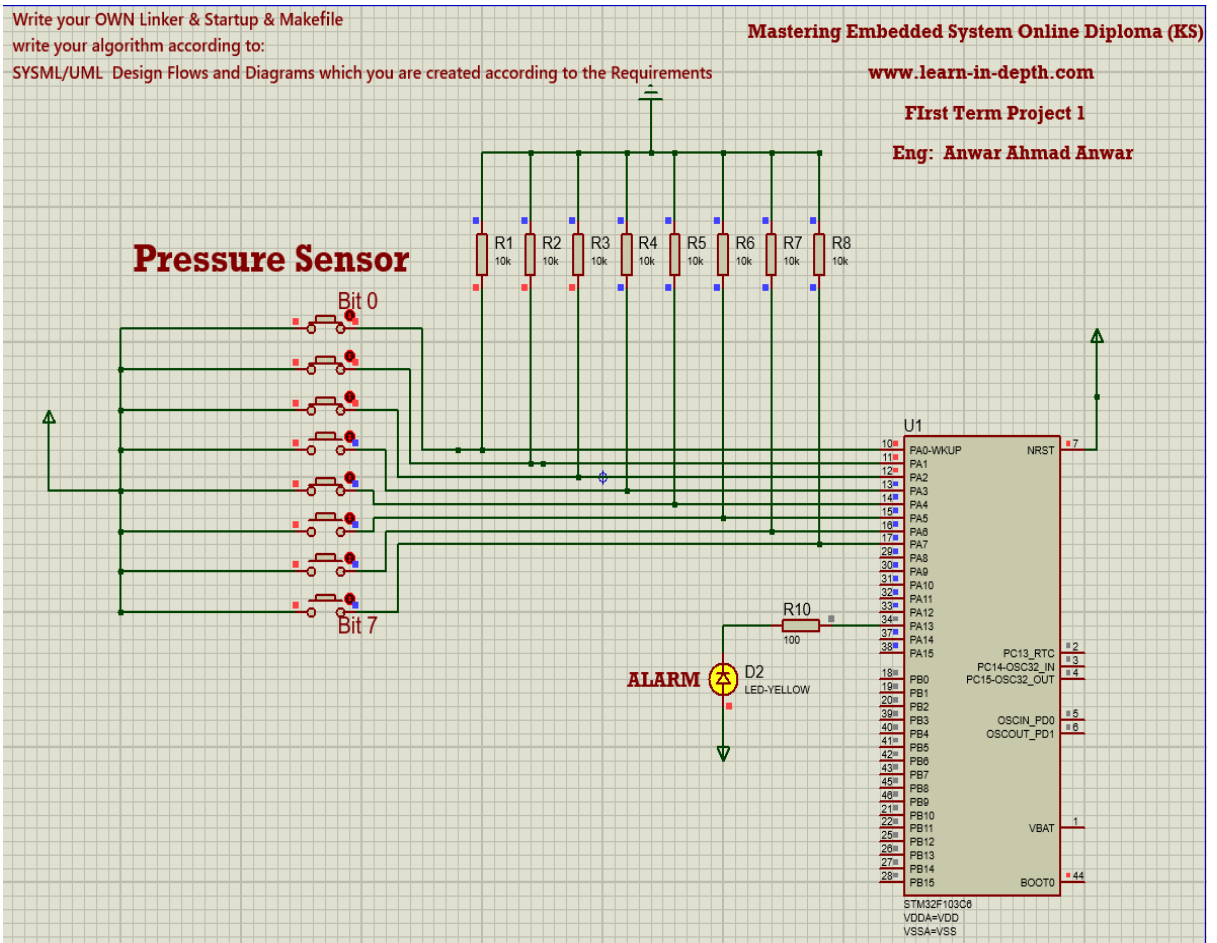 Write your OWN Linker & Startup & Makefile
write your algorithm according to:
SYSML/UML Design Flows and Diagrams which you are created according to the Requirements
Mastering Embedded System Online Diploma (KS)
www.learn-in-depth.com
FIrst Term Project 1
Eng: Anwar Ahmad Anwar
R1
10k
R2
10k
R3
10k
R4
10k
R5
10k
R6
10k
R7
10k
R8
10k
Pressure Sensor
Bit 0
Bit 7
U1
10 PA0-WKUP
11 PA1
12 PA2
13 PA3
14 PA4
15 PA5
16 PA6
17 PA7
29 PA8
30 PA9
31 PA10
32 PA11
33 PA12
34 PA13
37 PA14
38 PA15
18 PB0
19 PB1
20 PB2
39 PB3
40 PB4
41 PB5
42 PB6
43 PB7
45 PB8
46 PB9
21 PB10
22 PB11
25 PB12
26 PB13
27 PB14
28 PB15
NRST 7
PC13_RTC 2
PC14-OSC32_IN 3
PC15-OSC32_OUT 4
OSCIN_PD0 5
OSCOUT_PD1 6
VBAT 1
BOOT0 44
R10
100
ALARM
D2
LED-YELLOW
STM32F103C6
VDDA=VDD
VSSA=VSS